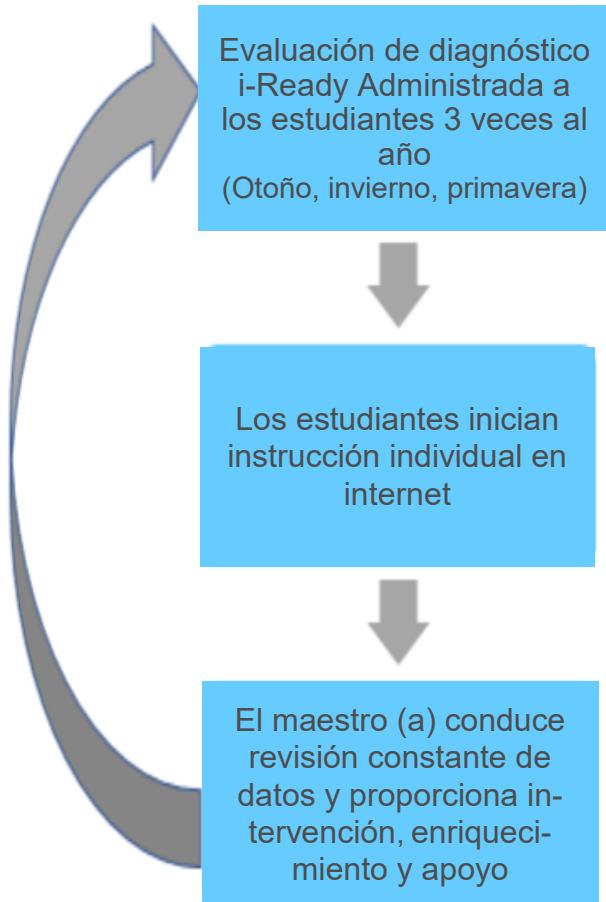 Evaluación de diagnóstico
i-Ready Administrada a
los estudiantes 3 veces al
año
(Otoño, invierno, primavera)
Los estudiantes inician
instrucción individual en
internet
El maestro (a) conduce
revisión constante de
datos y proporciona in-
tervención, enriqueci-
miento y apoyo